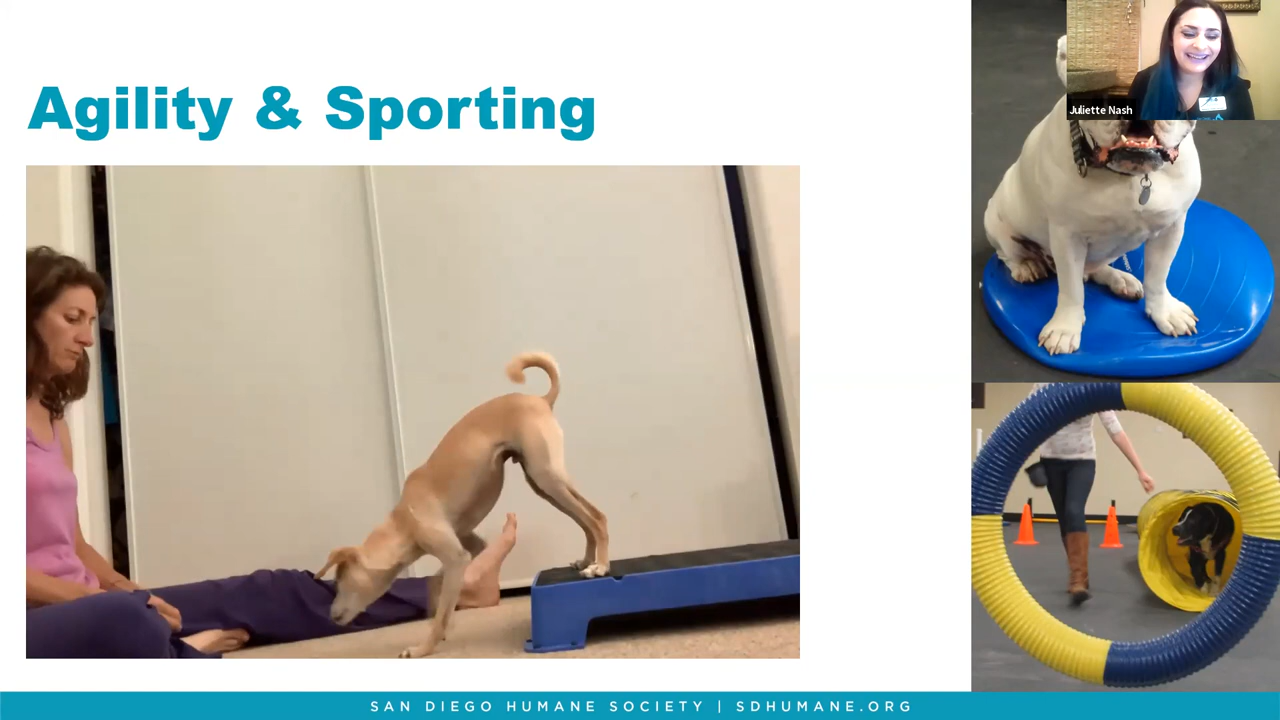 Agility & Sporting
Juliette Nash
SAN DIEGO HUMANE SOCIETY | SDHUMANE.ORG